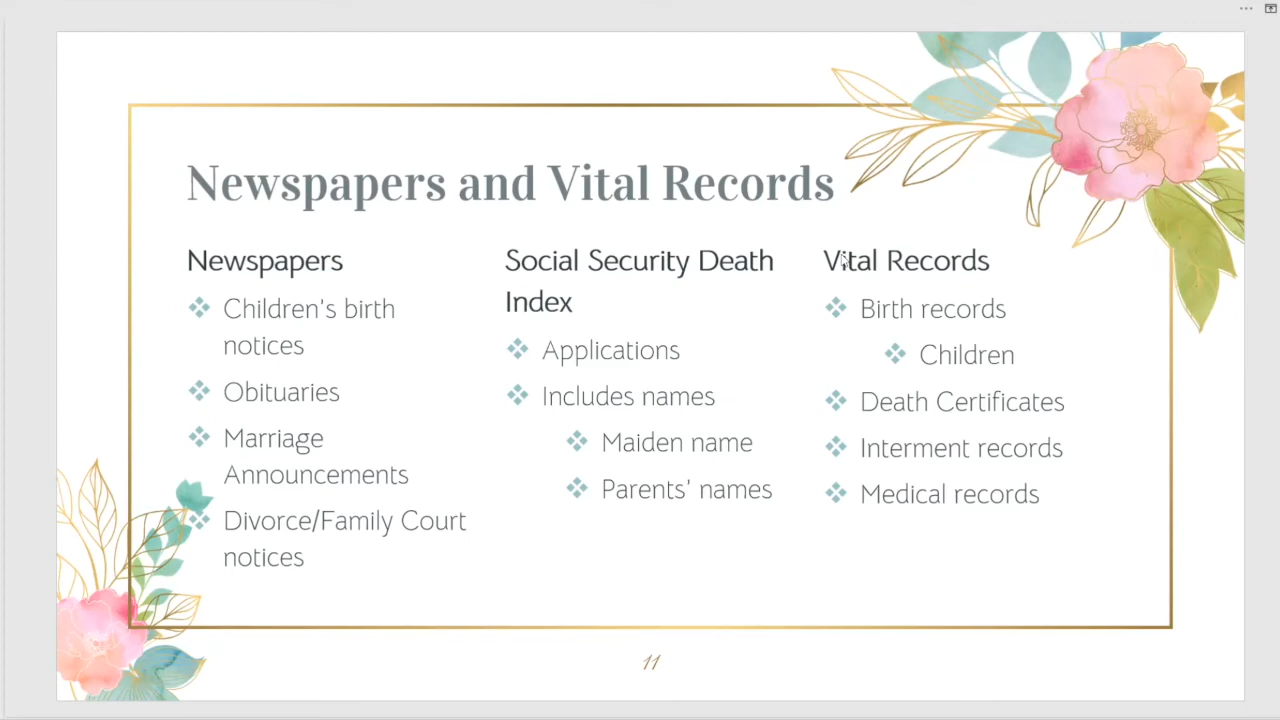 Newspapers and Vital Records
Newspapers
Children's birth
notices
Obituaries
Marriage
Announcements
Divorce/Family Court
notices
Social Security Death
Index
Applications
Includes names
Maiden name
Parents' names
Vital Records
Birth records
Children
Death Certificates
Interment records
Medical records
11